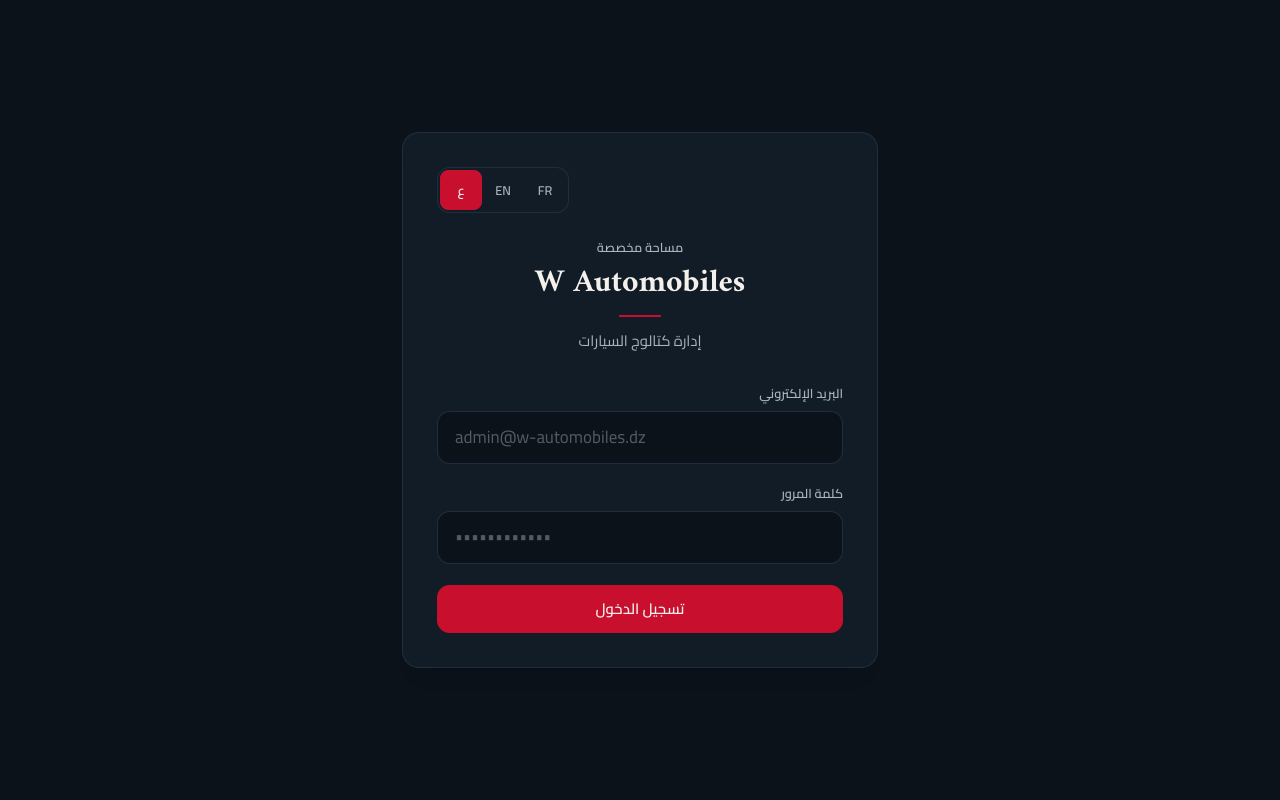 ع EN FR
مساحة مخصصة
W Automobiles
إدارة كتالوج السيارات
البريد الإلكتروني
admin@w-automobiles.dz
كلمة المرور
••••••••••••
تسجيل الدخول